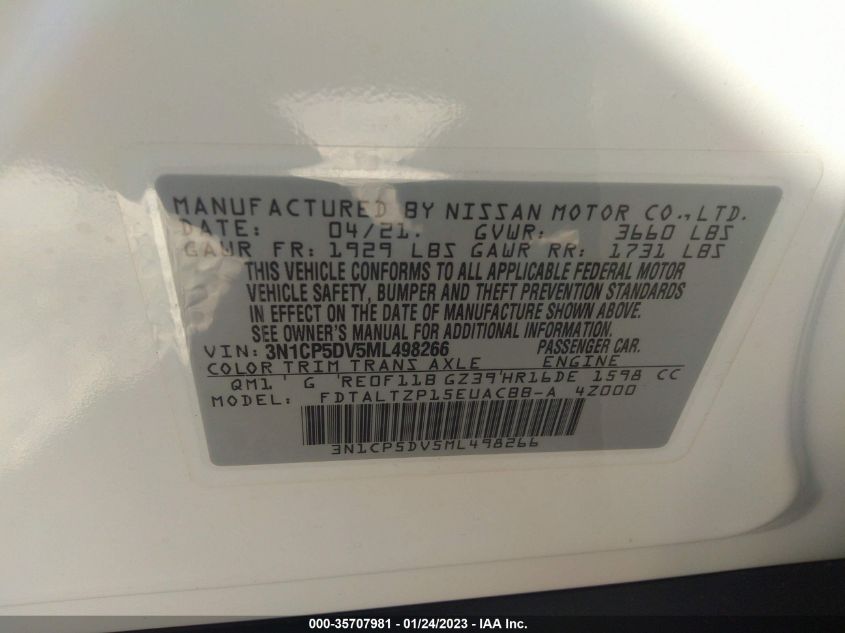 MANUFACTURED BY NISSAN MOTOR CO., LTD.
DATE: 04/21. GVWR: 3660 LBS
GAWR FR: 1929 LBS GAWR RR: 1731 LBS
THIS VEHICLE CONFORMS TO ALL APPLICABLE FEDERAL MOTOR
VEHICLE SAFETY, BUMPER AND THEFT PREVENTION STANDARDS
IN EFFECT ON THE DATE OF MANUFACTURE SHOWN ABOVE.
SEE OWNER'S MANUAL FOR ADDITIONAL INFORMATION.
VIN: 3N1CP5DV5ML498266 PASSENGER CAR.
COLOR TRIM TRANS AXLE ENGINE
QM1 ' G 'RE0F11B GZ39'HR16DE 1598 CC
MODEL: FDTALTZP15EUACBB-A 4Z000
3N1CP5DV5ML498266
000-35707981 / 01/24/2023 - IAA Inc.